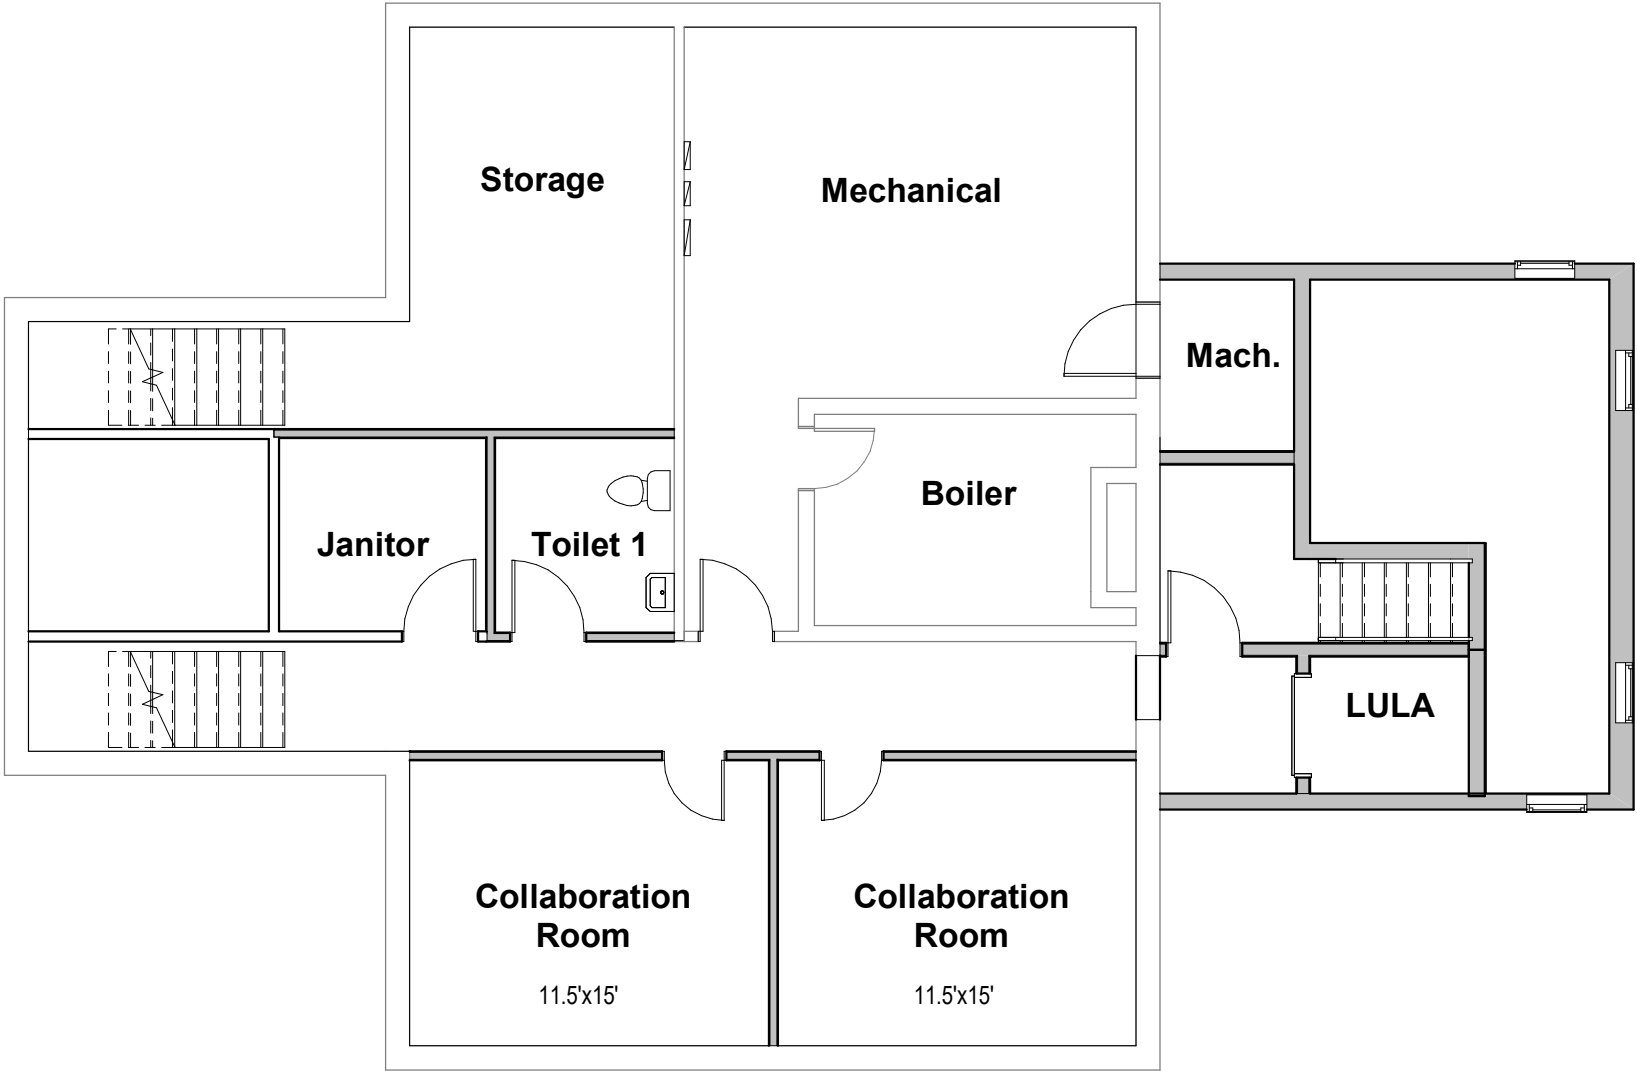 Storage
Mechanical
Mach.
Boiler
Janitor
Toilet 1
LULA
Collaboration
Room
11.5'x15'
Collaboration
Room
11.5'x15'